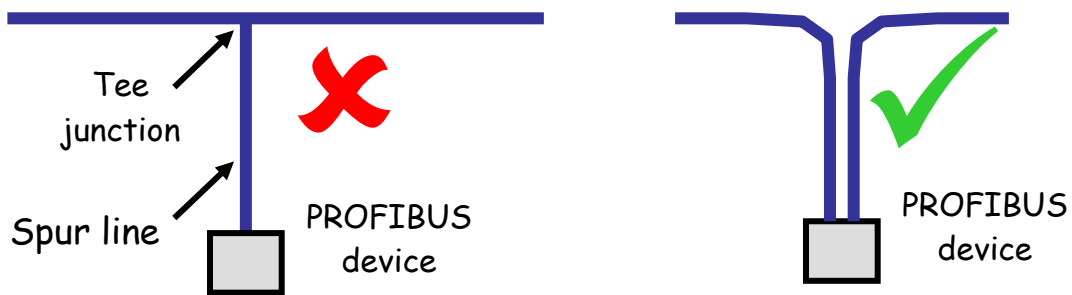 Tee
junction
Spur line
PROFIBUS
device
PROFIBUS
device